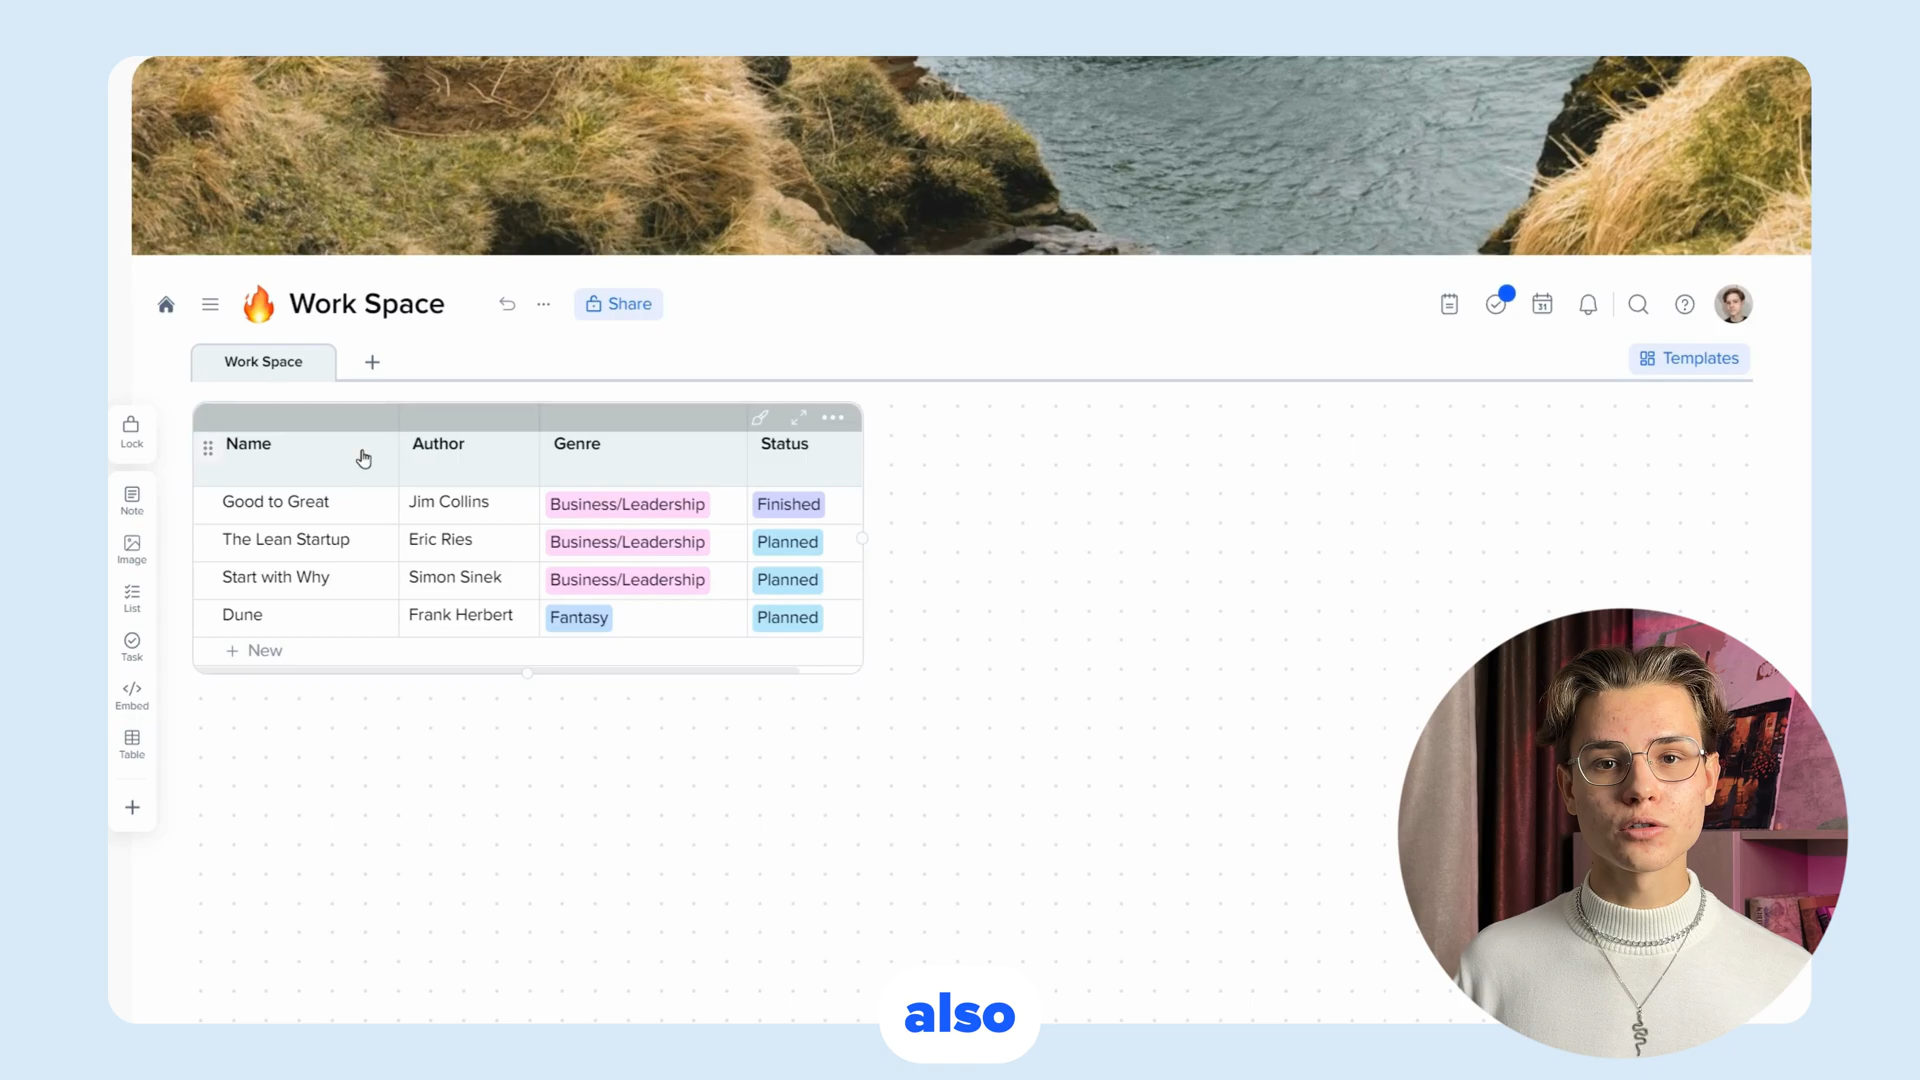 Work Space
Share
31
Work Space
Templates
Lock
Note
Image
List
Task
Embed
Table
Name Author Genre Status
Good to Great Jim Collins Business/Leadership Finished
The Lean Startup Eric Ries Business/Leadership Planned
Start with Why Simon Sinek Business/Leadership Planned
Dune Frank Herbert Fantasy Planned
+ New
also